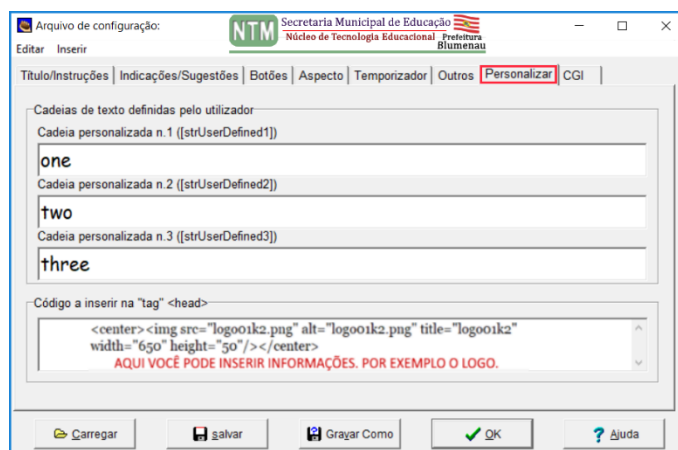 Arquivo de configuração:
NTM
Secretaria Municipal de Educação
Núcleo de Tecnologia Educacional
Prefeitura
Blumenau
Editar Inserir
Título/Instruções Indicações/Sugestões Botões Aspecto Temporizador Outros Personalizar CGI
Cadeias de texto definidas pelo utilizador
Cadeia personalizada n.1 ([strUserDefined1])
one
Cadeia personalizada n.2 ([strUserDefined2])
two
Cadeia personalizada n.3 ([strUserDefined3])
three
Código a inserir na "tag" <head>
<center><img src="logo01k2.png" alt="logo01k2.png" title="logo01k2"
width="650" height="50"/></center>
AQUI VOCÊ PODE INSERIR INFORMAÇÕES. POR EXEMPLO O LOGO.
Carregar salvar Gravar Como OK Ajuda